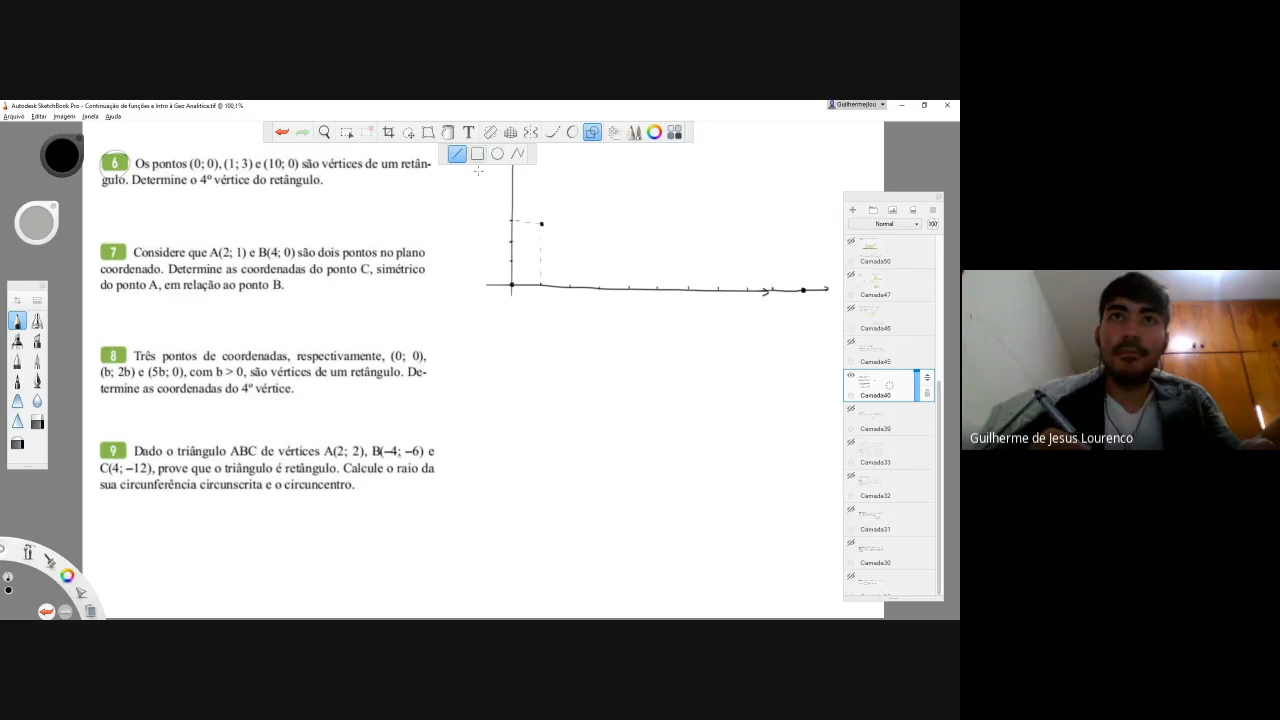 Autodesk SketchBook Pro - Continuação de funções e Intro à Geo Analitica.tif @ 100,1%
GuilhermeJlou
Arquivo Editar Imagem Janela Ajuda
6 Os pontos (0; 0), (1; 3) e (10; 0) são vértices de um retân-
gulo. Determine o 4º vértice do retângulo.
7 Considere que A(2; 1) e B(4; 0) são dois pontos no plano
coordenado. Determine as coordenadas do ponto C, simétrico
do ponto A, em relação ao ponto B.
8 Três pontos de coordenadas, respectivamente, (0; 0),
(b; 2b) e (5b; 0), com b > 0, são vértices de um retângulo. De-
termine as coordenadas do 4º vértice.
9 Dado o triângulo ABC de vértices A(2; 2), B(–4; –6) e
C(4; –12), prove que o triângulo é retângulo. Calcule o raio da
sua circunferência circunscrita e o circuncentro.
Normal
100
Camada50
Camada47
Camada46
Camada45
Camada40
Camada39
Camada33
Camada32
Camada31
Camada30
Guilherme de Jesus Lourenco